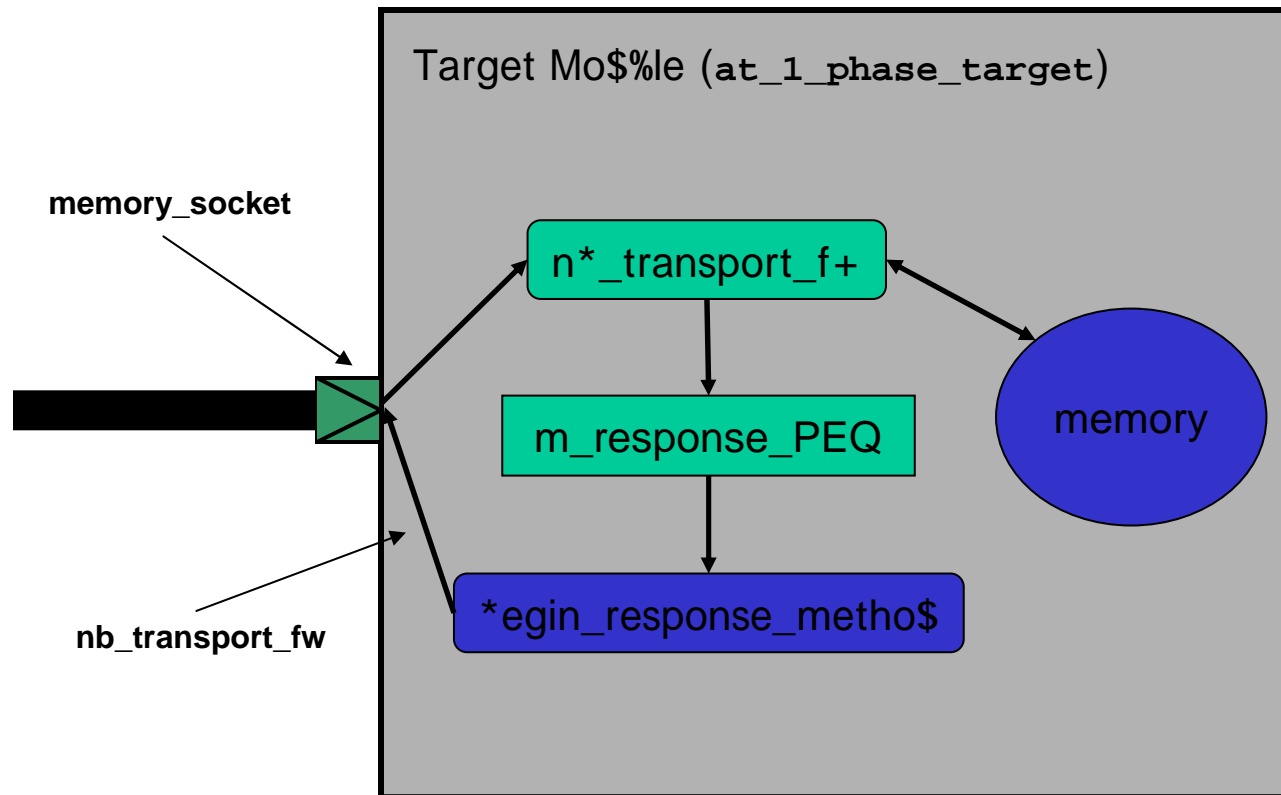 Target Mo$%le (at_1_phase_target)
memory_socket
n*_transport_f+
memory
m_response_PEQ
*egin_response_metho$
nb_transport_fw